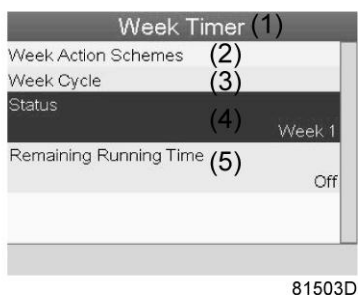 Week Timer (1)
Week Action Schemes (2)
Week Cycle (3)
Status
(4)
Week 1
Remaining Running Time (5)
Off
81503D